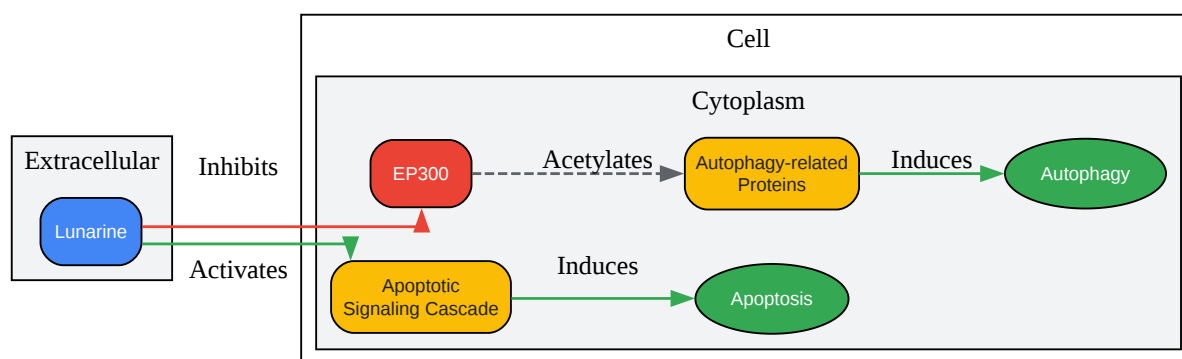 Cell
Cytoplasm
Extracellular
Lunarine
Inhibits
Activates
EP300
Acetylates
Autophagy-related
Proteins
Induces
Autophagy
Apoptotic
Signaling Cascade
Induces
Apoptosis